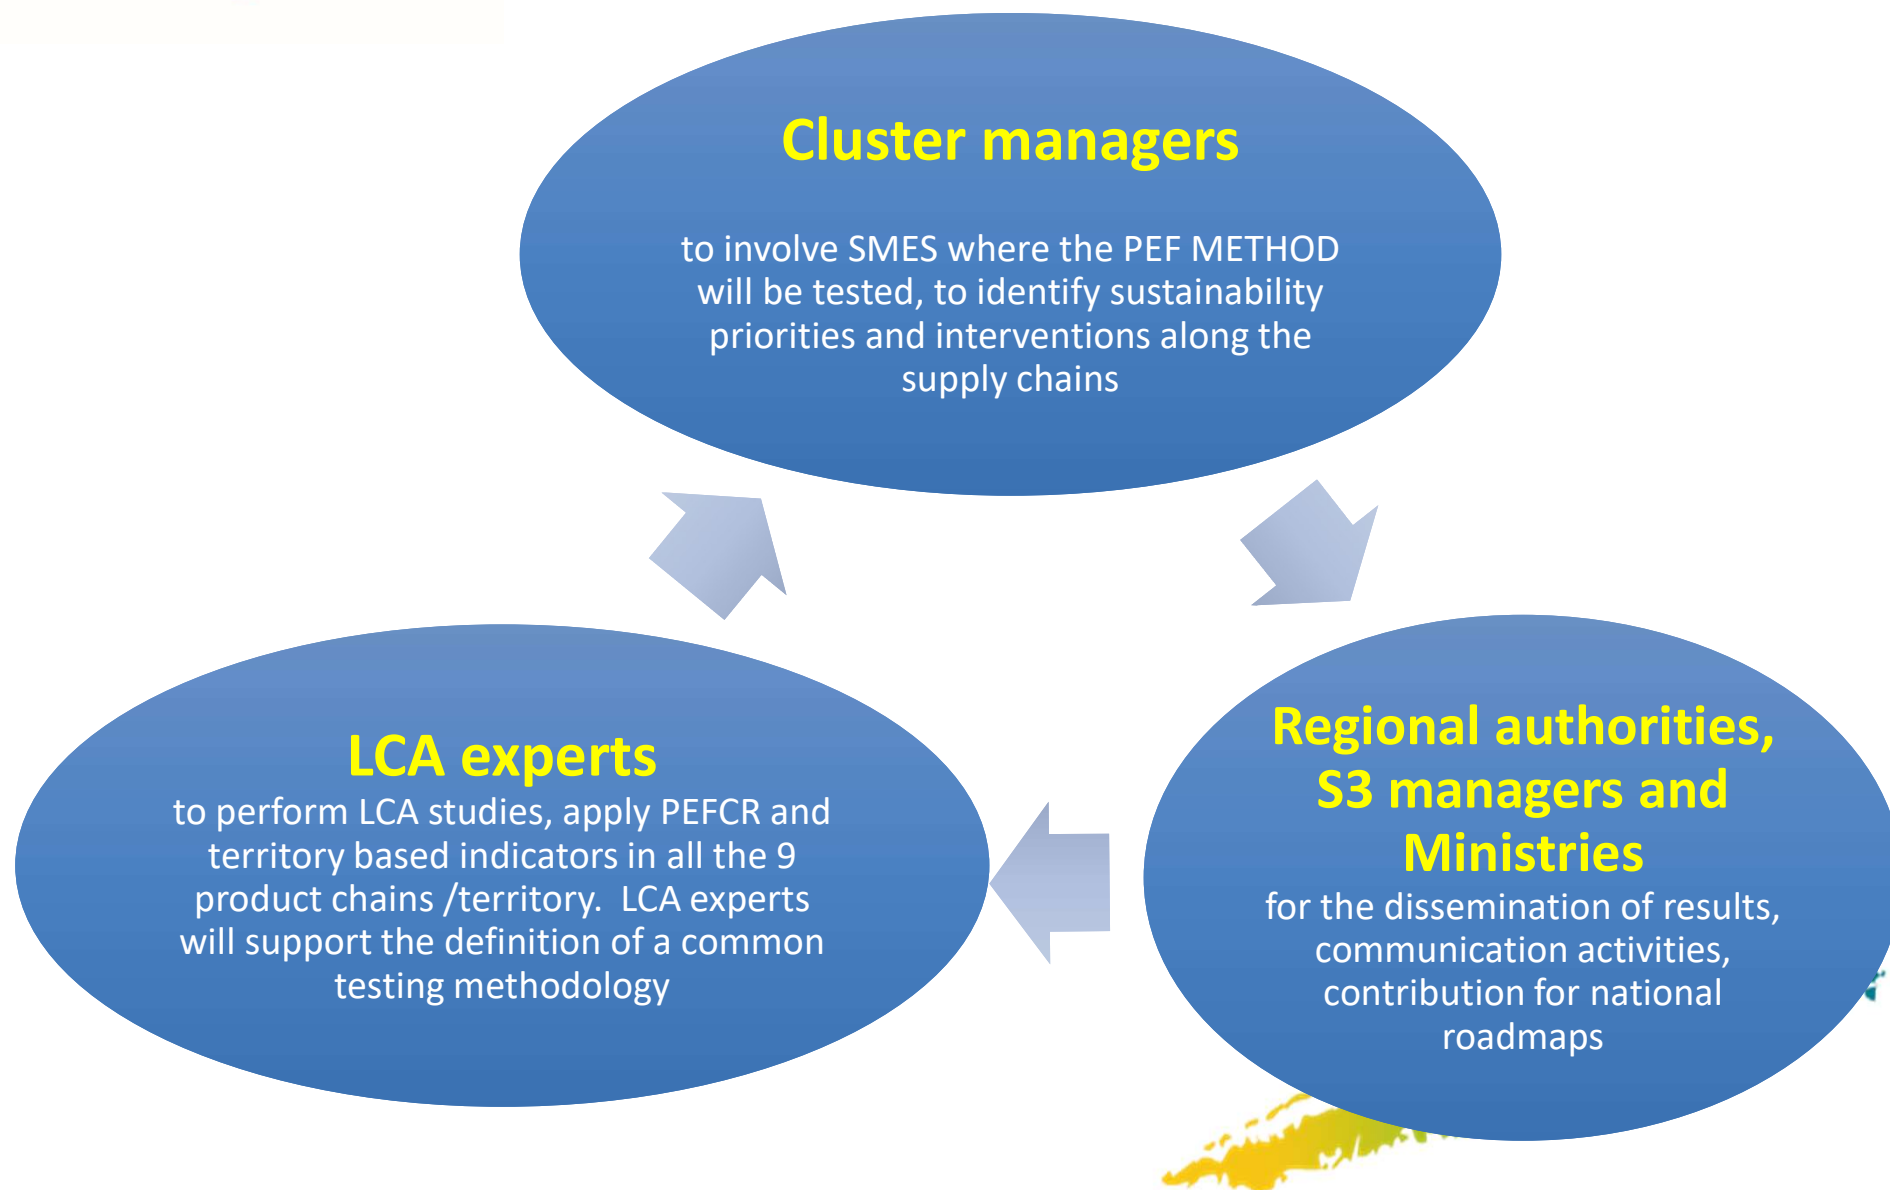 Cluster managers
to involve SMES where the PEF METHOD
will be tested, to identify sustainability
priorities and interventions along the
supply chains
LCA experts
to perform LCA studies, apply PEFCR and
territory based indicators in all the 9
product chains /territory.  LCA experts
will support the definition of a common
testing methodology
Regional authorities,
S3 managers and
Ministries
for the dissemination of results,
communication activities,
contribution for national
roadmaps